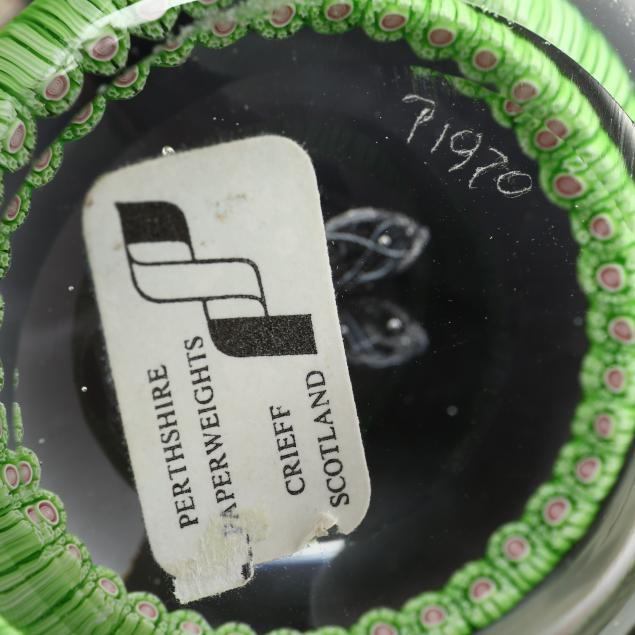 P1970
PERTHSHIRE
PAPERWEIGHTS
CRIEFF
SCOTLAND